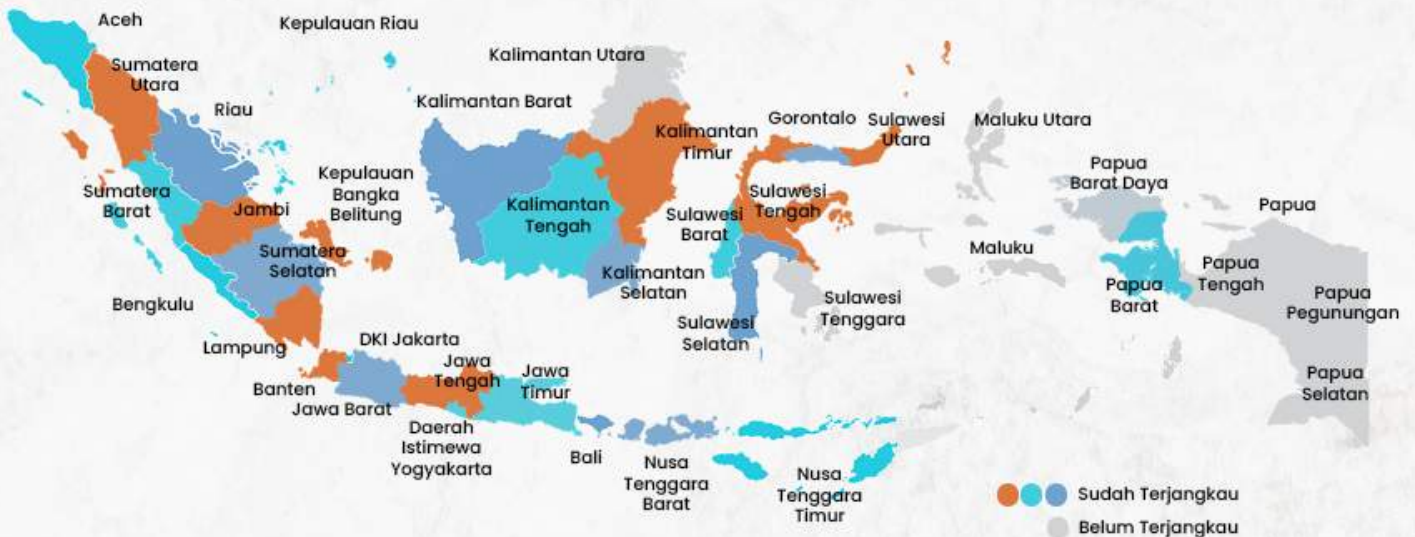 Aceh
Kepulauan Riau
Sumatera
Utara
Riau
Kalimantan Utara
Kalimantan Barat
Kalimantan
Timur
Gorontalo
Sulawesi
Utara
Maluku Utara
Papua
Barat Daya
Sumatera
Barat
Jambi
Kepulauan
Bangka
Belitung
Kalimantan
Tengah
Sulawesi
Barat
Sulawesi
Tengah
Papua
Sumatera
Selatan
Kalimantan
Selatan
Maluku
Papua
Barat
Papua
Tengah
Papua
Pegunungan
Bengkulu
Sulawesi
Selatan
Sulawesi
Tenggara
Lampung
DKI Jakarta
Banten
Jawa Barat
Jawa
Tengah
Jawa
Timur
Papua
Selatan
Daerah
Istimewa
Yogyakarta
Bali
Nusa
Tenggara
Barat
Nusa
Tenggara
Timur
Sudah Terjangkau
Belum Terjangkau